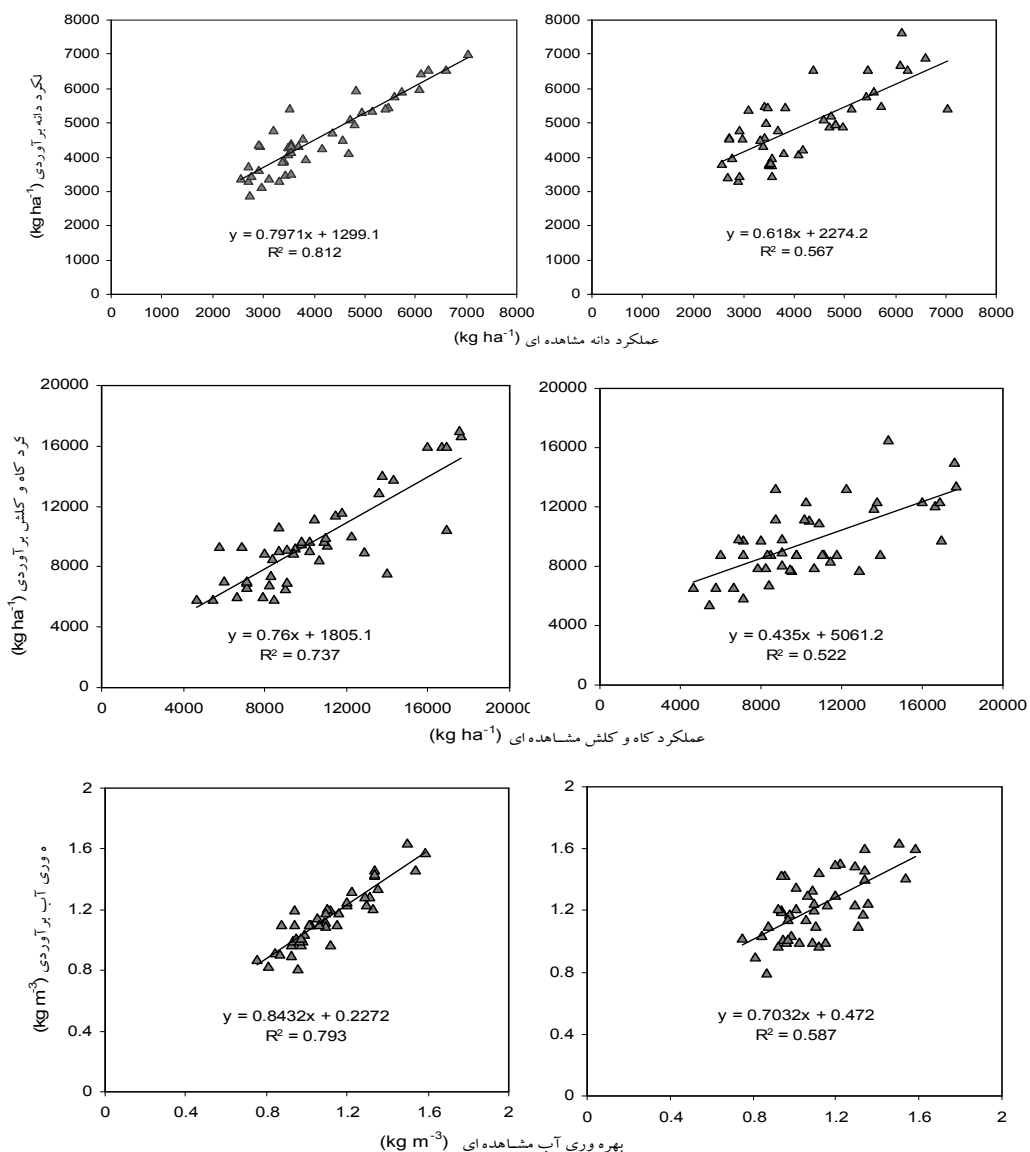 لکرد دانه برآوردی (kg ha⁻¹)
8000
7000
6000
5000
4000
3000
2000
1000
0
0 1000 2000 3000 4000 5000 6000 7000 8000
y = 0.7971x + 1299.1
R² = 0.812
8000
7000
6000
5000
4000
3000
2000
1000
0
0 1000 2000 3000 4000 5000 6000 7000 8000
y = 0.618x + 2274.2
R² = 0.567
عملکرد دانه مشاهده ای (kg ha⁻¹)
کرد کاه و کلش برآوردی (kg ha⁻¹)
20000
16000
12000
8000
4000
0
0 4000 8000 12000 16000 2000
y = 0.76x + 1805.1
R² = 0.737
20000
16000
12000
8000
4000
0
0 4000 8000 12000 16000 20000
y = 0.435x + 5061.2
R² = 0.522
عملکرد کاه و کلش مشاهده ای (kg ha⁻¹)
ه وری آب برآوردی (kg m⁻³)
2
1.6
1.2
0.8
0.4
0
0 0.4 0.8 1.2 1.6 2
y = 0.8432x + 0.2272
R² = 0.793
2
1.6
1.2
0.8
0.4
0
0 0.4 0.8 1.2 1.6 2
y = 0.7032x + 0.472
R² = 0.587
بهره وری آب مشاهده ای (kg m⁻³)